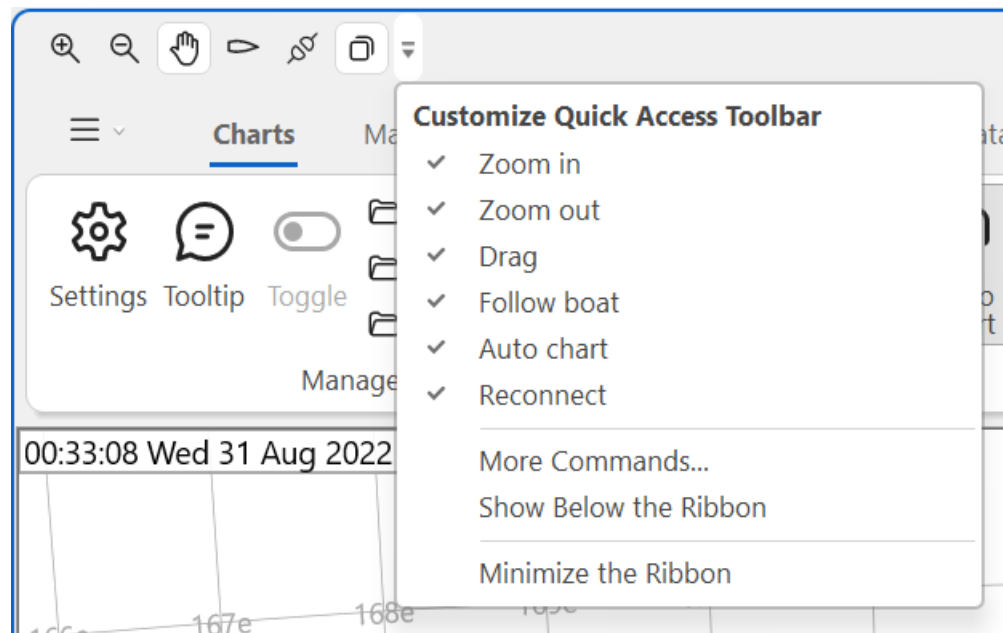 Charts
Customize Quick Access Toolbar
Zoom in
Zoom out
Drag
Follow boat
Auto chart
Reconnect
More Commands...
Show Below the Ribbon
Minimize the Ribbon
Settings Tooltip Toggle
Manage
00:33:08 Wed 31 Aug 2022
167e
168e